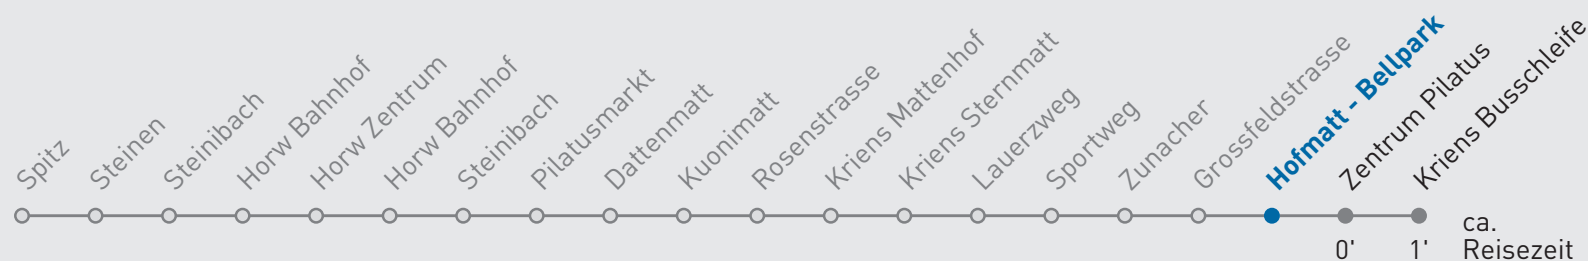 Spitz
Steinen
Steinibach
Horw Bahnhof
Horw Zentrum
Horw Bahnhof
Steinibach
Pilatusmarkt
Dattenmatt
Kuonimatt
Rosenstrasse
Kriens Mattenhof
Kriens Sternmatt
Lauerzweg
Sportweg
Zunacher
Grossfeldstrasse
Hofmatt - Bellpark
Zentrum Pilatus
Kriens Busschleife
ca.
0' 1' Reisezeit